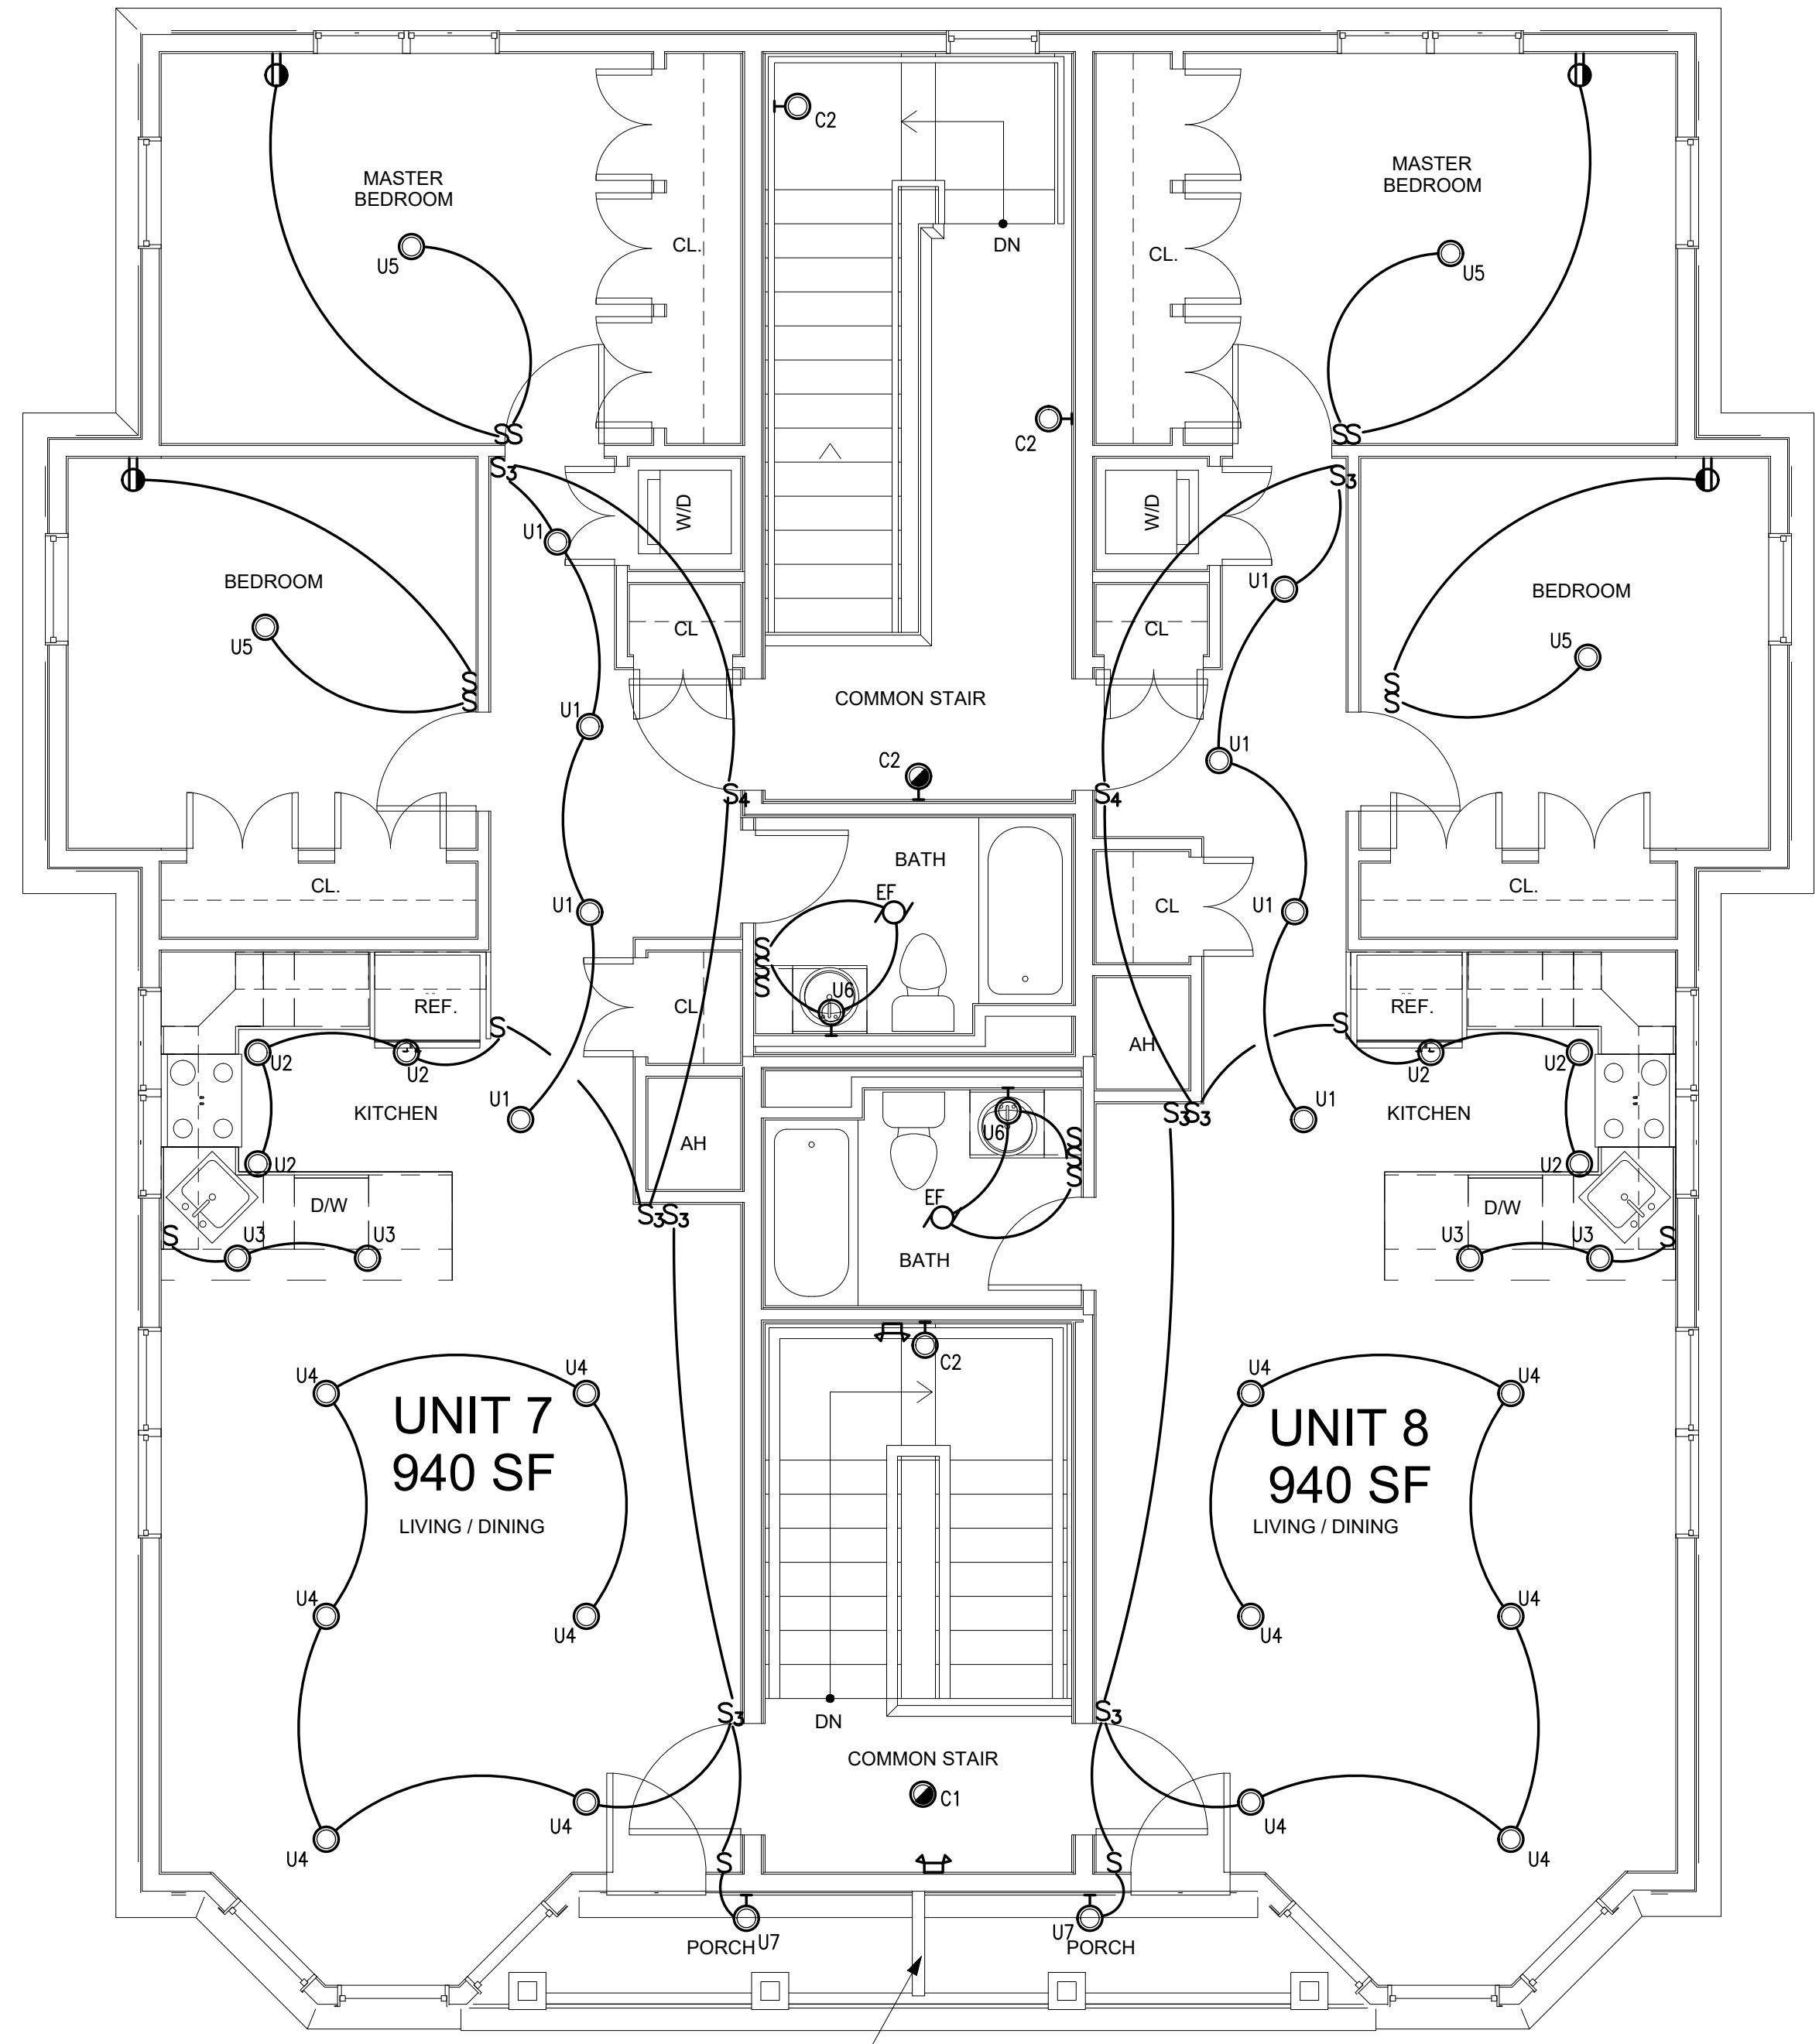 C2
MASTER
BEDROOM
MASTER
BEDROOM
U5
CL.
DN
CL.
U5
C2
SS
SS
S3
S3
W/D
W/D
U1
U1
BEDROOM
BEDROOM
CL
CL
U5
U5
S
S
S
S
COMMON STAIR
U1
U1
C2
S4
S4
BATH
CL.
EF
CL
CL.
U1
U1
S
S
S
U6
REF.
CL
REF.
S
S
AH
U2
U2
U2
U2
U1
U1
KITCHEN
KITCHEN
S3S3
U6
S
S
S
AH
U2
U2
EF
D/W
D/W
S3S3
S
U3
U3
BATH
U3
U3
S
C2
U4
U4
U4
U4
UNIT 7
940 SF
LIVING / DINING
UNIT 8
940 SF
LIVING / DINING
U4
U4
U4
U4
S3
DN
S3
COMMON STAIR
C1
U4
U4
U4
U4
S
S
PORCH
U7
U7
PORCH